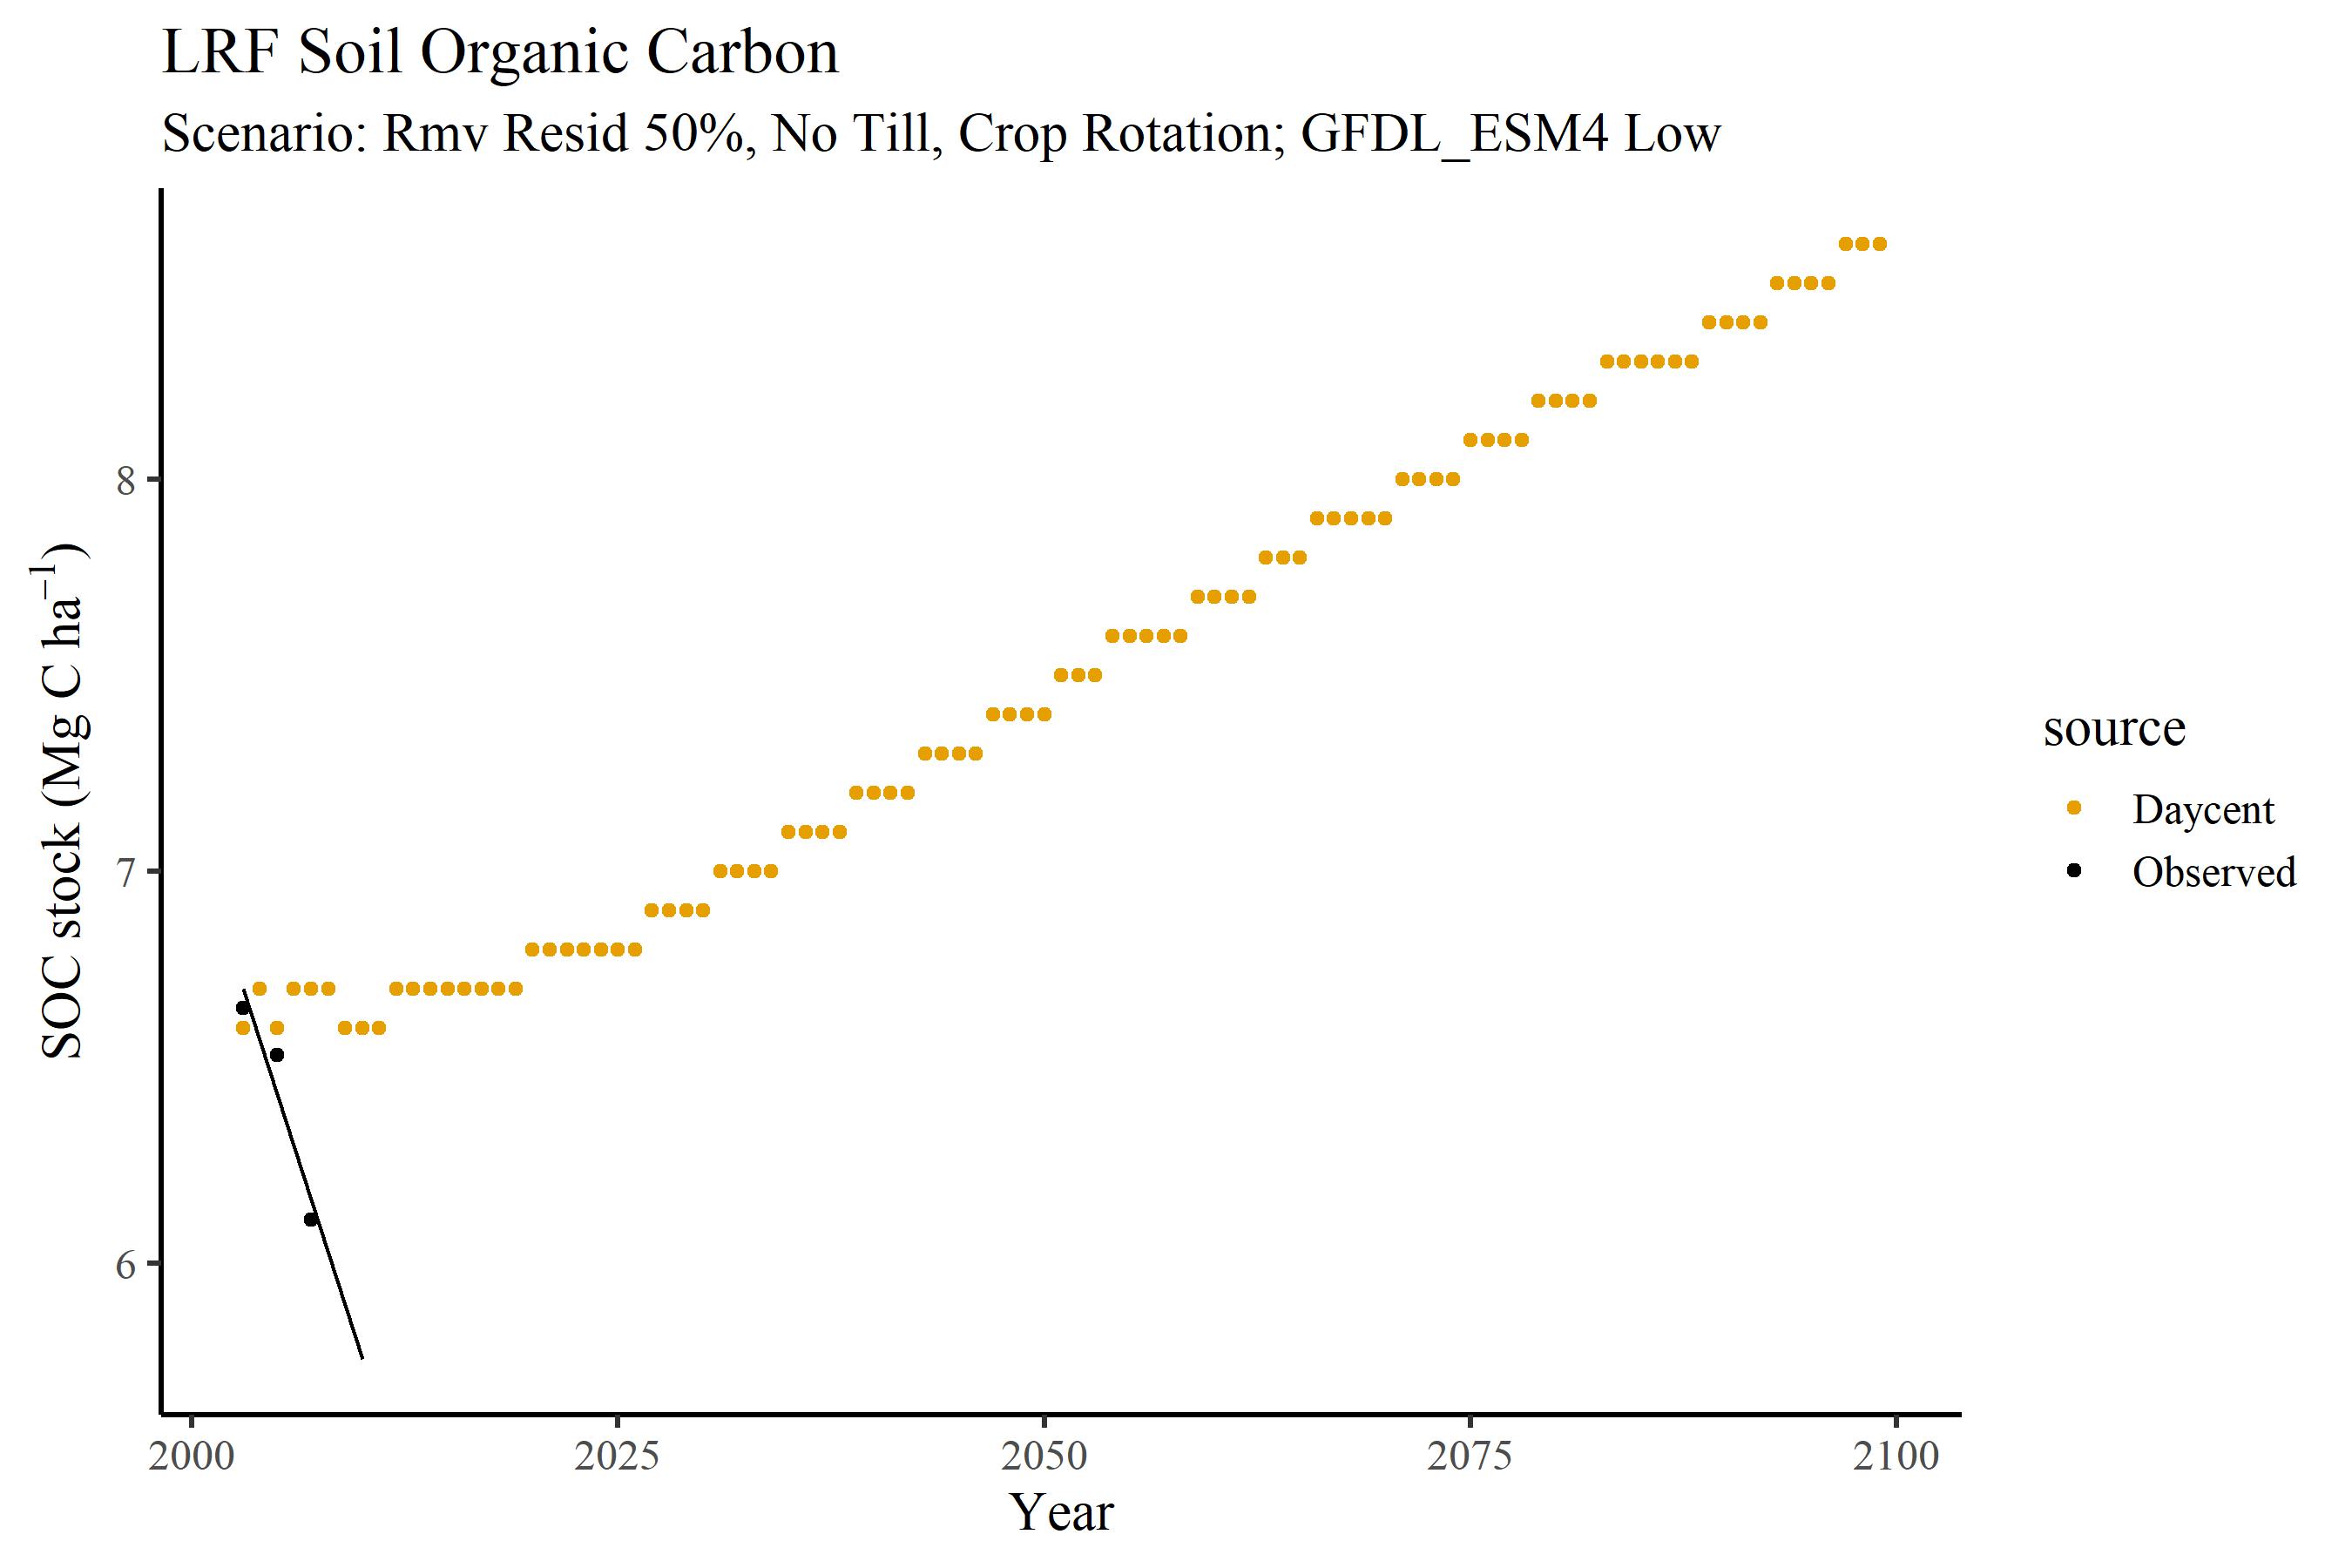 LRF Soil Organic Carbon
Scenario: Rmv Resid 50%, No Till, Crop Rotation; GFDL_ESM4 Low
SOC stock (Mg C ha⁻¹)
8
7
6
2000 2025 2050 2075 2100
Year
source
Daycent
Observed